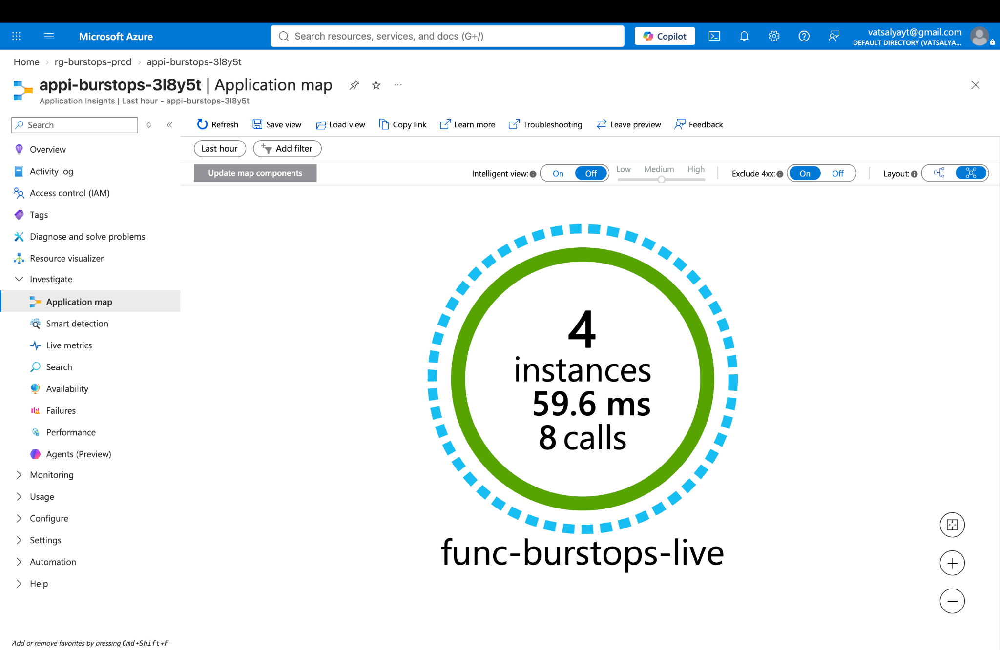 Microsoft Azure
Search resources, services, and docs (G+/)
Copilot
vatsalyayt@gmail.com
DEFAULT DIRECTORY (VATSALYA...
Home
rg-burstops-prod
appi-burstops-3l8y5t
appi-burstops-3l8y5t | Application map
Application Insights | Last hour - appi-burstops-3l8y5t
Search
Refresh
Save view
Load view
Copy link
Learn more
Troubleshooting
Leave preview
Feedback
Overview
Activity log
Access control (IAM)
Tags
Diagnose and solve problems
Resource visualizer
Investigate
Application map
Smart detection
Live metrics
Search
Availability
Failures
Performance
Agents (Preview)
Monitoring
Usage
Configure
Settings
Automation
Help
Add or remove favorites by pressing Cmd+Shift+F
Last hour
Add filter
Update map components
Intelligent view:
On
Off
Low
Medium
High
Exclude 4xx:
On
Off
Layout:
4
instances
59.6 ms
8 calls
func-burstops-live